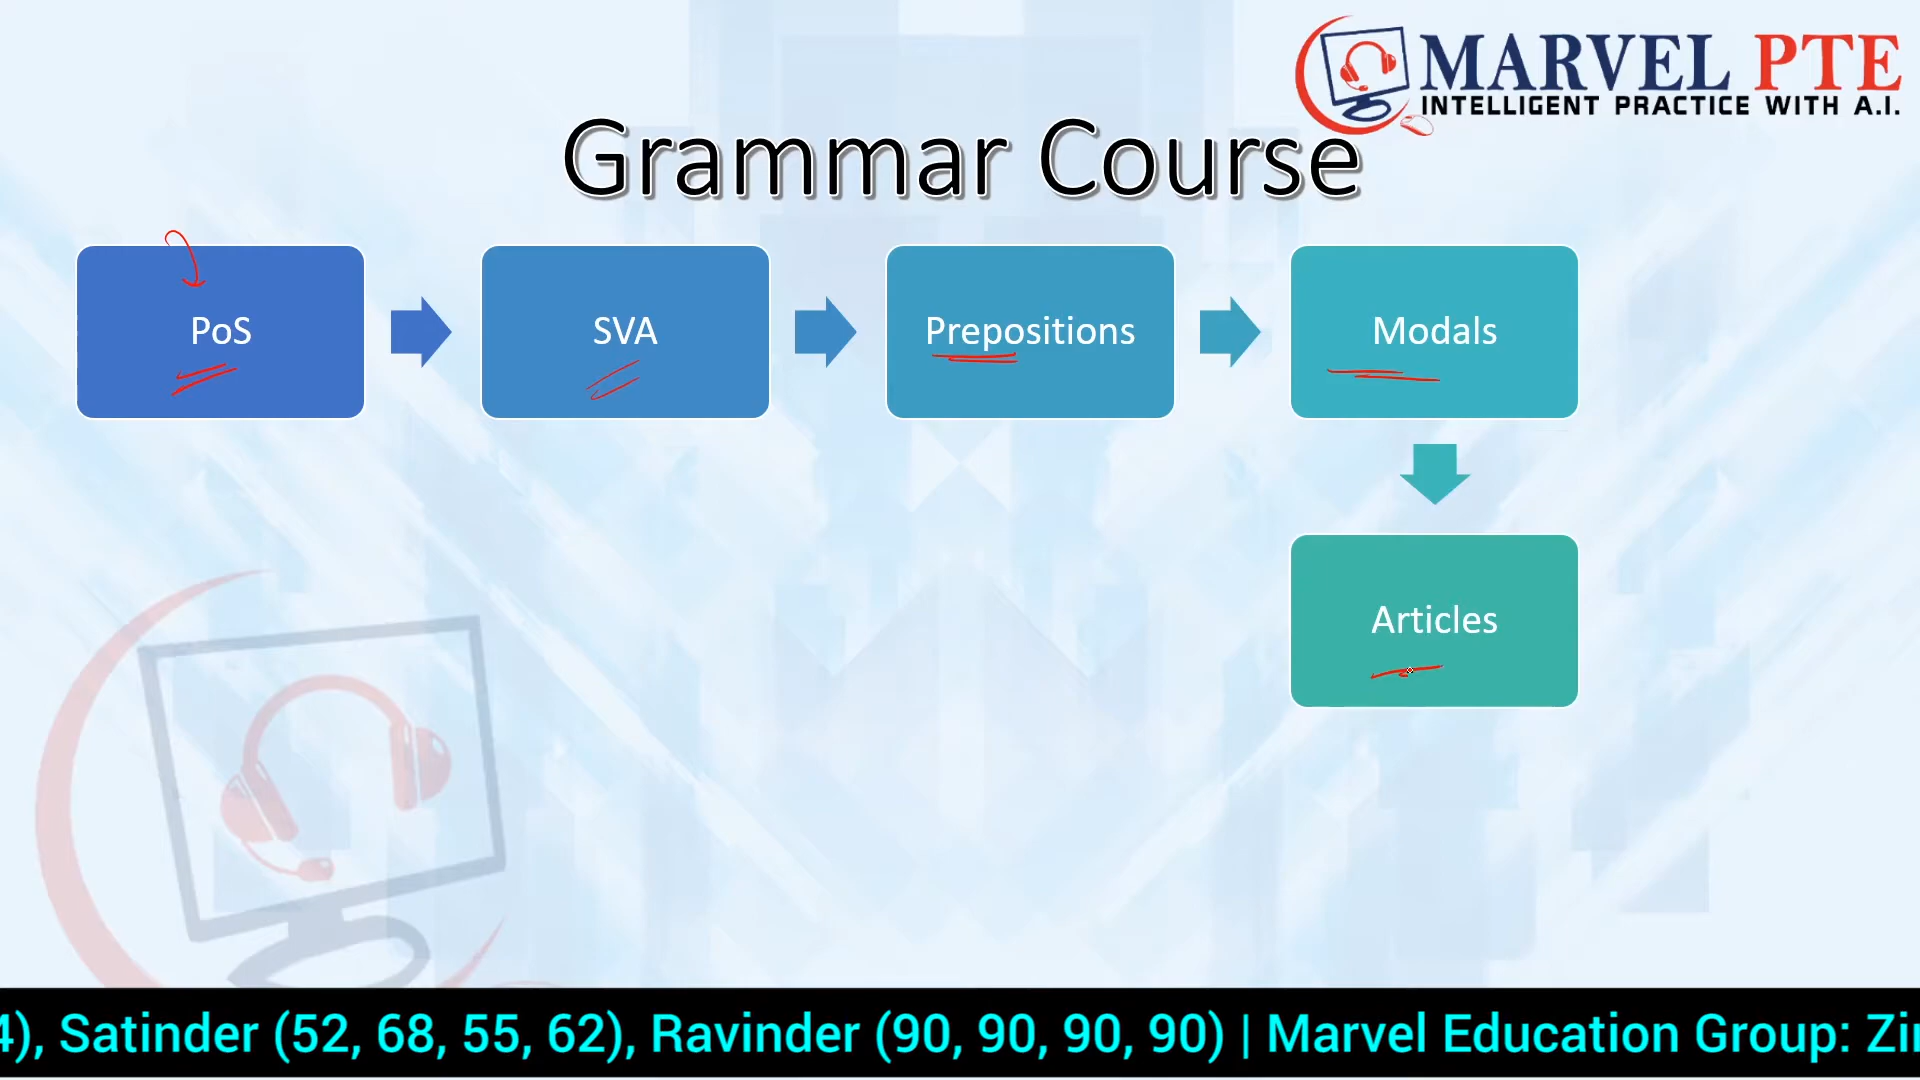 MARVEL PTE
INTELLIGENT PRACTICE WITH A.I.
Grammar Course
PoS
SVA
Prepositions
Modals
Articles
4), Satinder (52, 68, 55, 62), Ravinder (90, 90, 90, 90) | Marvel Education Group: Zi